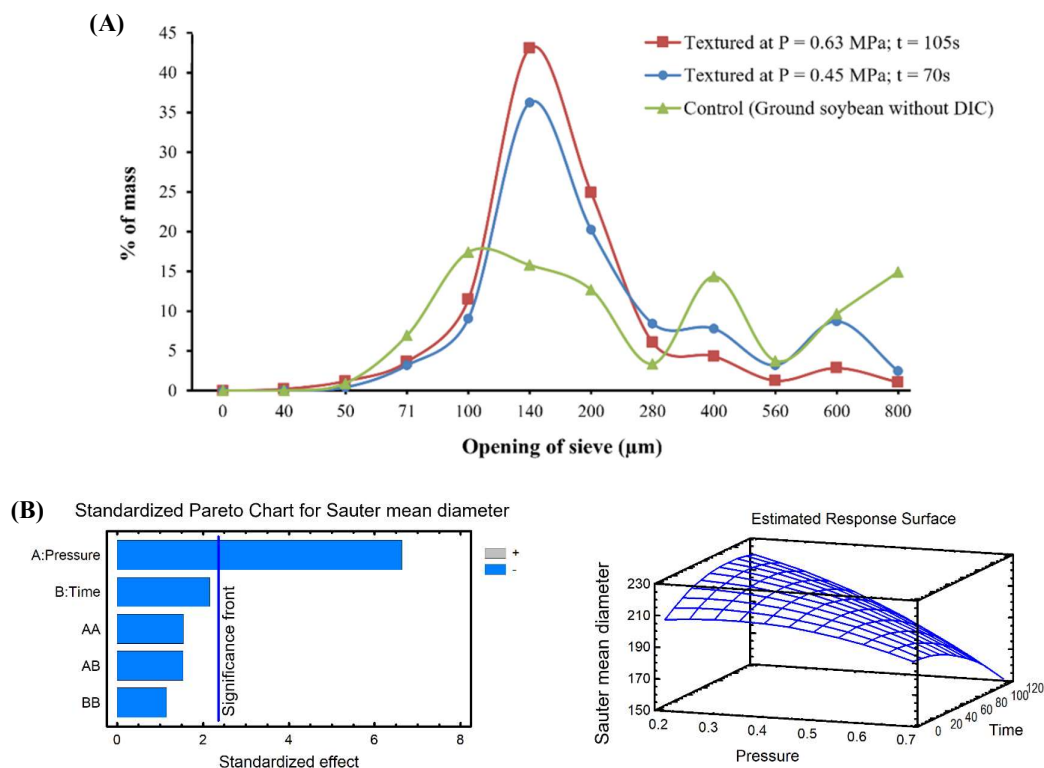 (A)
45
40
35
30
25
20
15
10
5
0
% of mass
Textured at P = 0.63 MPa; t = 105s
Textured at P = 0.45 MPa; t = 70s
Control (Ground soybean without DIC)
0 40 50 71 100 140 200 280 400 560 600 800
Opening of sieve (µm)
(B)
Standardized Pareto Chart for Sauter mean diameter
A:Pressure
B:Time
AA
AB
BB
+
-
Significance front
0 2 4 6 8
Standardized effect
Estimated Response Surface
230
210
190
170
150
Sauter mean diameter
0.2 0.3 0.4 0.5 0.6 0.7
Pressure
0 20 40 60 80 100 120
Time